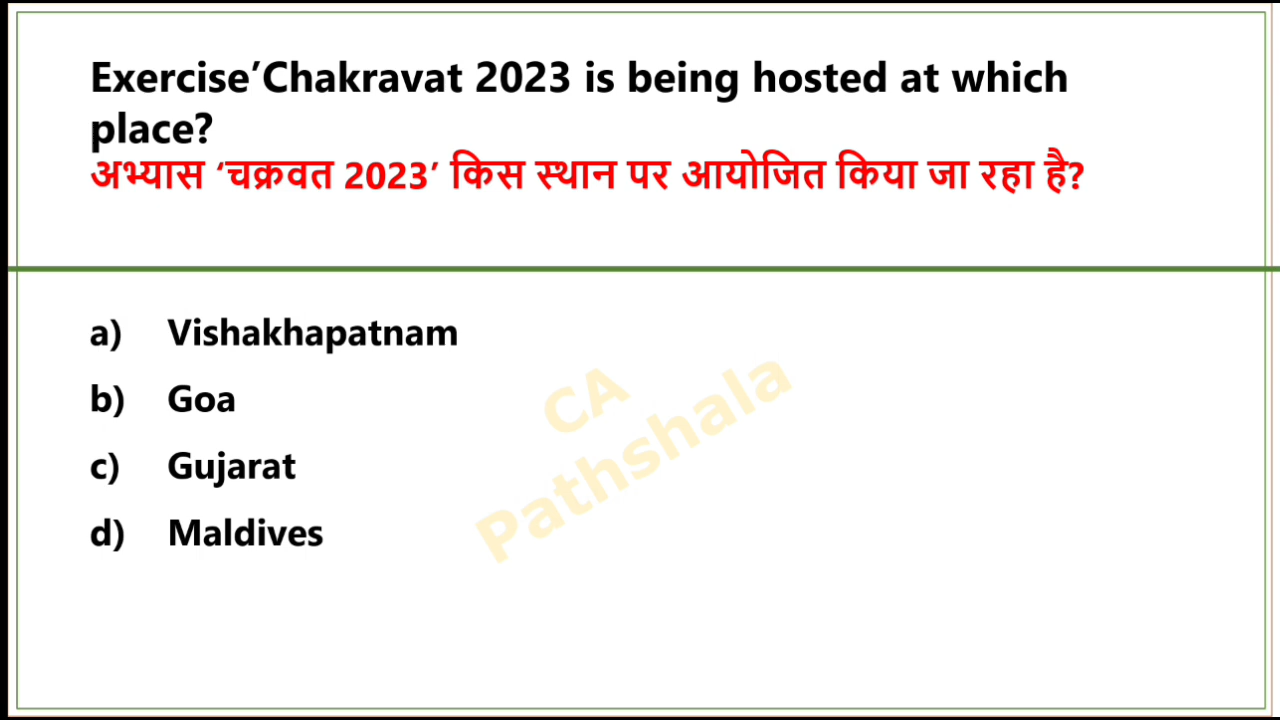 Exercise’Chakravat 2023 is being hosted at which
place?
अभ्यास ‘चक्रवत 2023’ किस स्थान पर आयोजित किया जा रहा है?
a) Vishakhapatnam
b) Goa
c) Gujarat
d) Maldives
CA
Pathshala